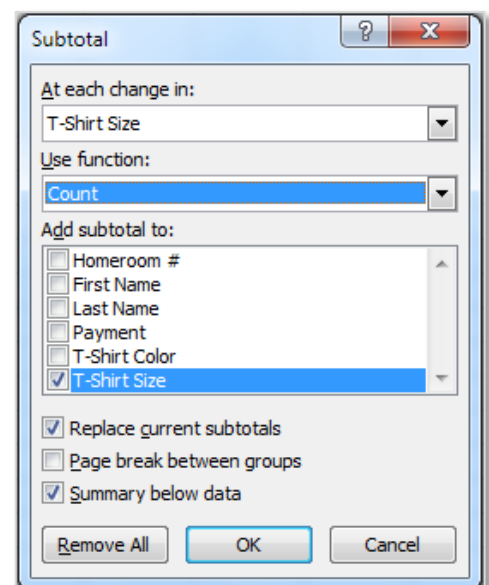 Subtotal
At each change in:
T-Shirt Size
Use function:
Count
Add subtotal to:
Homeroom #
First Name
Last Name
Payment
T-Shirt Color
T-Shirt Size
Replace current subtotals
Page break between groups
Summary below data
Remove All OK Cancel